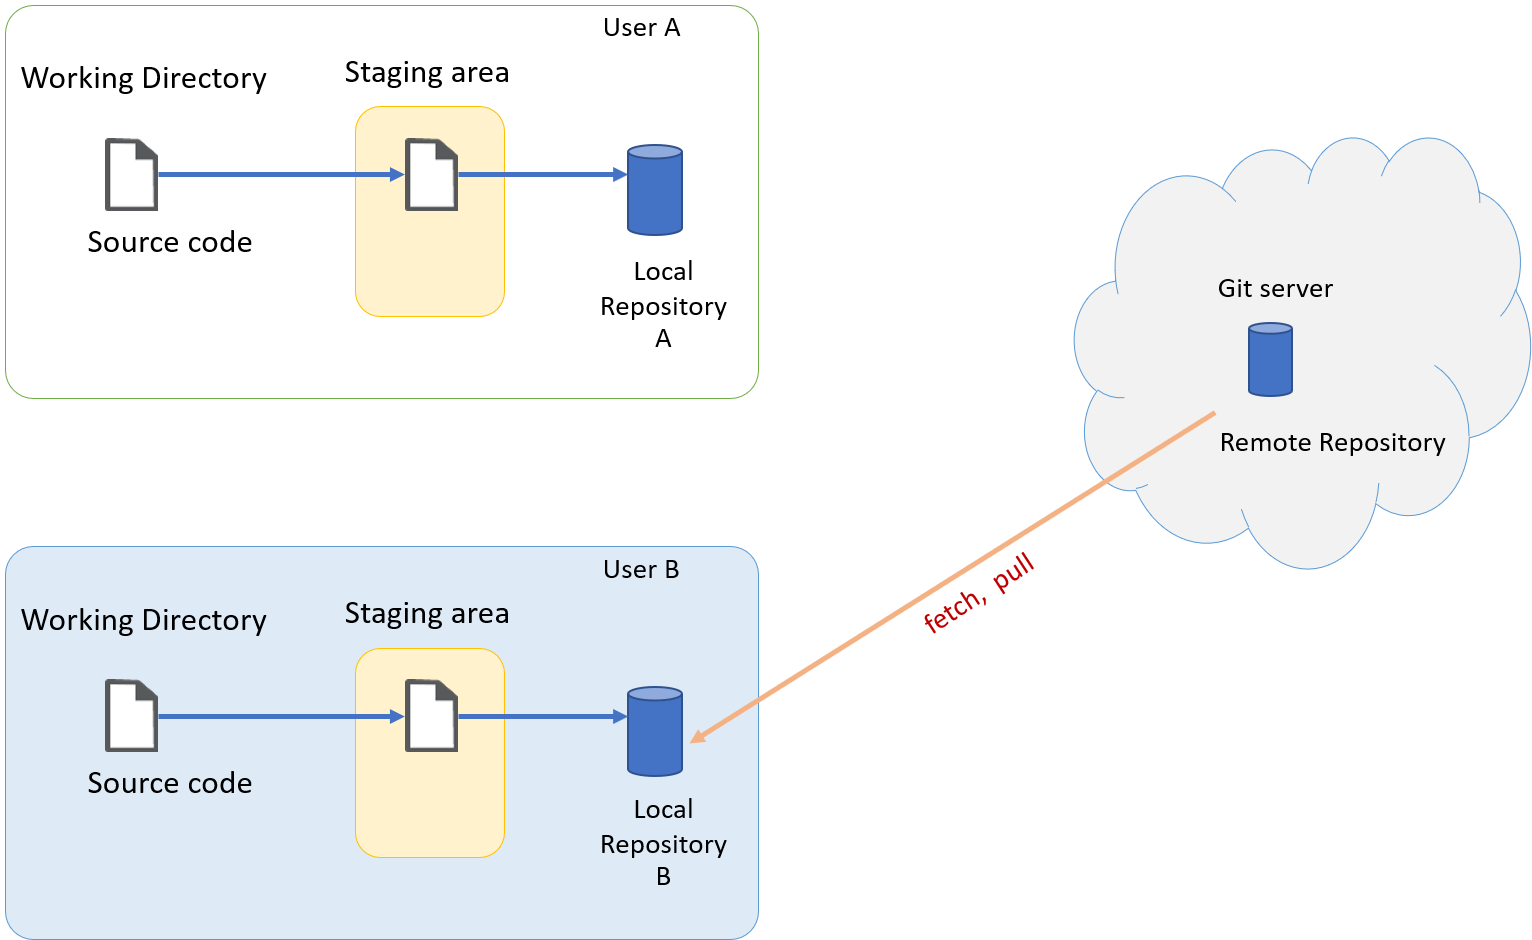 User A
Working Directory
Staging area
Source code
Local
Repository
A
Git server
Remote Repository
fetch, pull
User B
Working Directory
Staging area
Source code
Local
Repository
B